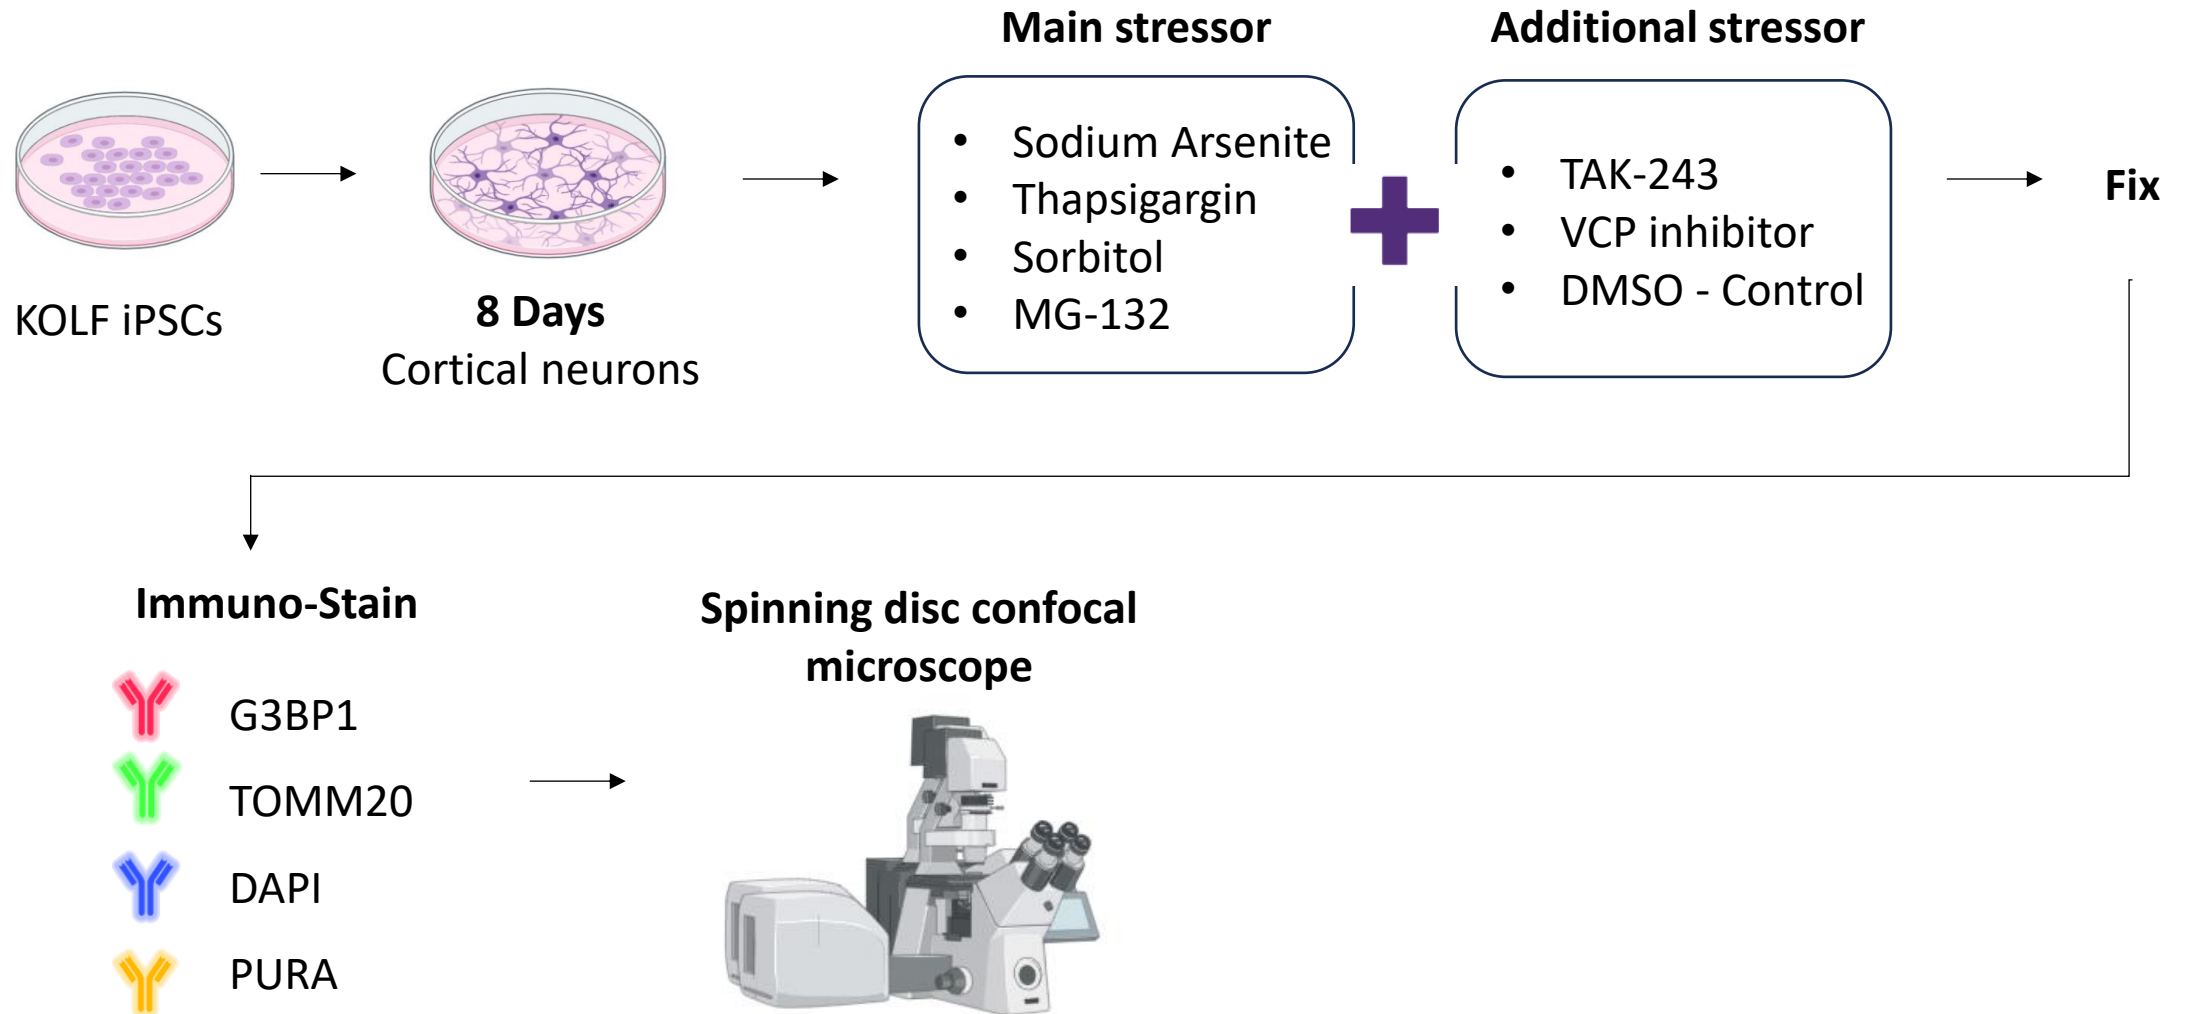 Main stressor
Additional stressor
• Sodium Arsenite
• Thapsigargin
• Sorbitol
• MG-132
• TAK-243
• VCP inhibitor
• DMSO - Control
Fix
KOLF iPSCs
8 Days
Cortical neurons
Immuno-Stain
G3BP1
TOMM20
DAPI
PURA
Spinning disc confocal
microscope